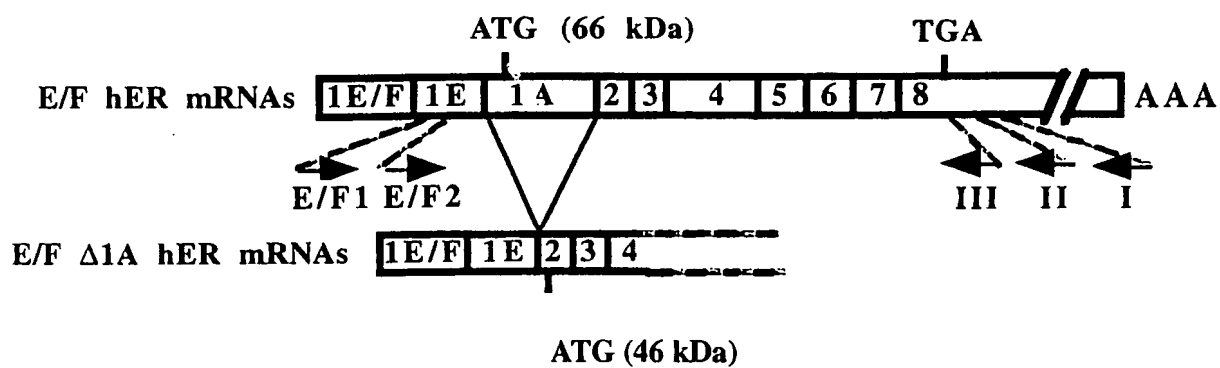 ATG (66 kDa) TGA
E/F hER mRNAs 1E/F 1E 1A 2 3 4 5 6 7 8 AAA
E/F1 E/F2 III II I
E/F Δ1A hER mRNAs 1E/F 1E 2 3 4
ATG (46 kDa)